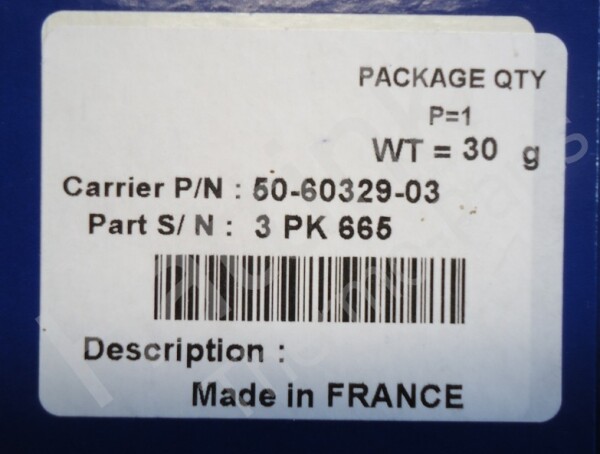 PACKAGE QTY
P=1
WT = 30 g
Carrier P/N : 50-60329-03
Part S/ N : 3 PK 665
Description :
Made in FRANCE